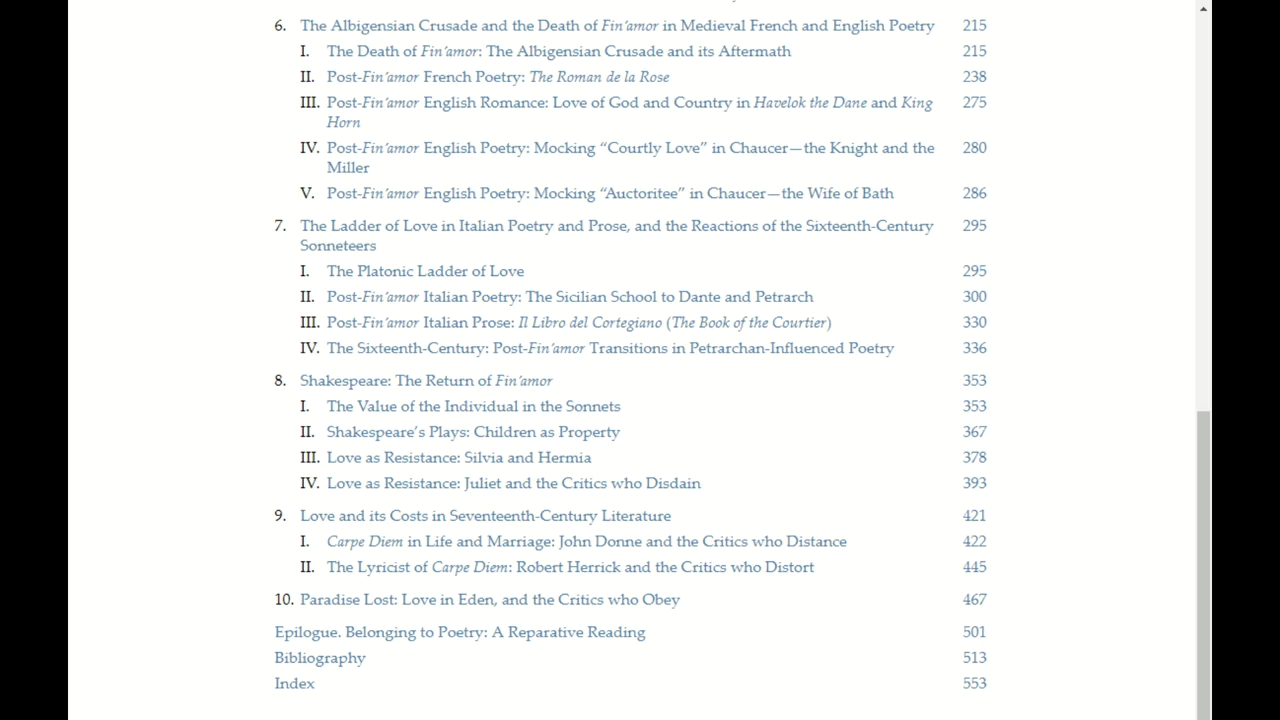 6. The Albigensian Crusade and the Death of Fin’amor in Medieval French and English Poetry 215
I. The Death of Fin’amor: The Albigensian Crusade and its Aftermath 215
II. Post-Fin’amor French Poetry: The Roman de la Rose 238
III. Post-Fin’amor English Romance: Love of God and Country in Havelok the Dane and King 275
Horn
IV. Post-Fin’amor English Poetry: Mocking “Courtly Love” in Chaucer—the Knight and the 280
Miller
V. Post-Fin’amor English Poetry: Mocking “Auctoritee” in Chaucer—the Wife of Bath 286
7. The Ladder of Love in Italian Poetry and Prose, and the Reactions of the Sixteenth-Century 295
Sonneteers
I. The Platonic Ladder of Love 295
II. Post-Fin’amor Italian Poetry: The Sicilian School to Dante and Petrarch 300
III. Post-Fin’amor Italian Prose: Il Libro del Cortegiano (The Book of the Courtier) 330
IV. The Sixteenth-Century: Post-Fin’amor Transitions in Petrarchan-Influenced Poetry 336
8. Shakespeare: The Return of Fin’amor 353
I. The Value of the Individual in the Sonnets 353
II. Shakespeare’s Plays: Children as Property 367
III. Love as Resistance: Silvia and Hermia 378
IV. Love as Resistance: Juliet and the Critics who Disdain 393
9. Love and its Costs in Seventeenth-Century Literature 421
I. Carpe Diem in Life and Marriage: John Donne and the Critics who Distance 422
II. The Lyricist of Carpe Diem: Robert Herrick and the Critics who Distort 445
10. Paradise Lost: Love in Eden, and the Critics who Obey 467
Epilogue. Belonging to Poetry: A Reparative Reading 501
Bibliography 513
Index 553